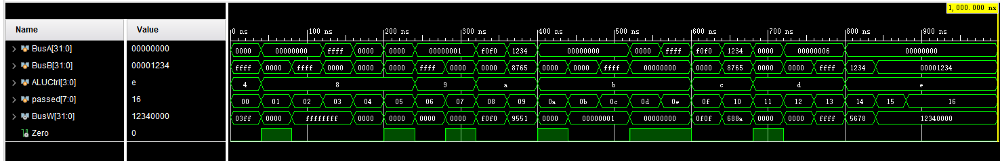 1,000.000 ns
Name Value
0 ns 100 ns 200 ns 300 ns 400 ns 500 ns 600 ns 700 ns 800 ns 900 ns
BusA[31:0] 00000000 0000 00000000 ffff 0000 0000 00000001 f0f0 1234 00000000 0000 ffff f0f0 1234 0000 00000006 00000000
BusB[31:0] 00001234 ffff 0000 ffff 0000 0000 0000 ffff 0000 0000 8765 0000 0000 ffff 00000000 0000 8765 0000 0000 ffff 1234 00001234
ALUCtrl[3:0] e 4 8 9 a b c d e
passed[7:0] 16 00 01 02 03 04 05 06 07 08 09 0a 0b 0c 0d 0e 0f 10 11 12 13 14 15 16
BusW[31:0] 12340000 03ff 0000 ffffffff 0000 0000 0000 0000 f0f0 9551 0000 00000001 00000000 0f0f 688a 0000 0000 ffff 5678 12340000
Zero 0